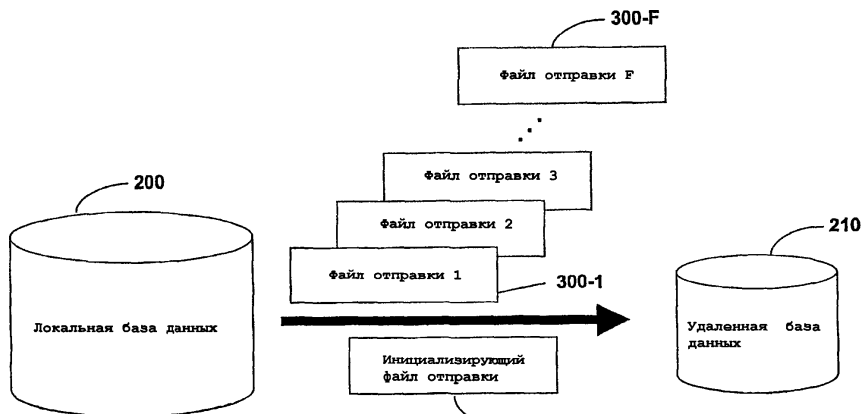 300-F
Файл отправки F
Файл отправки 3
200
Файл отправки 2
210
Файл отправки 1
300-1
Локальная база данных
Удаленная база
данных
Инициализирующий
файл отправки